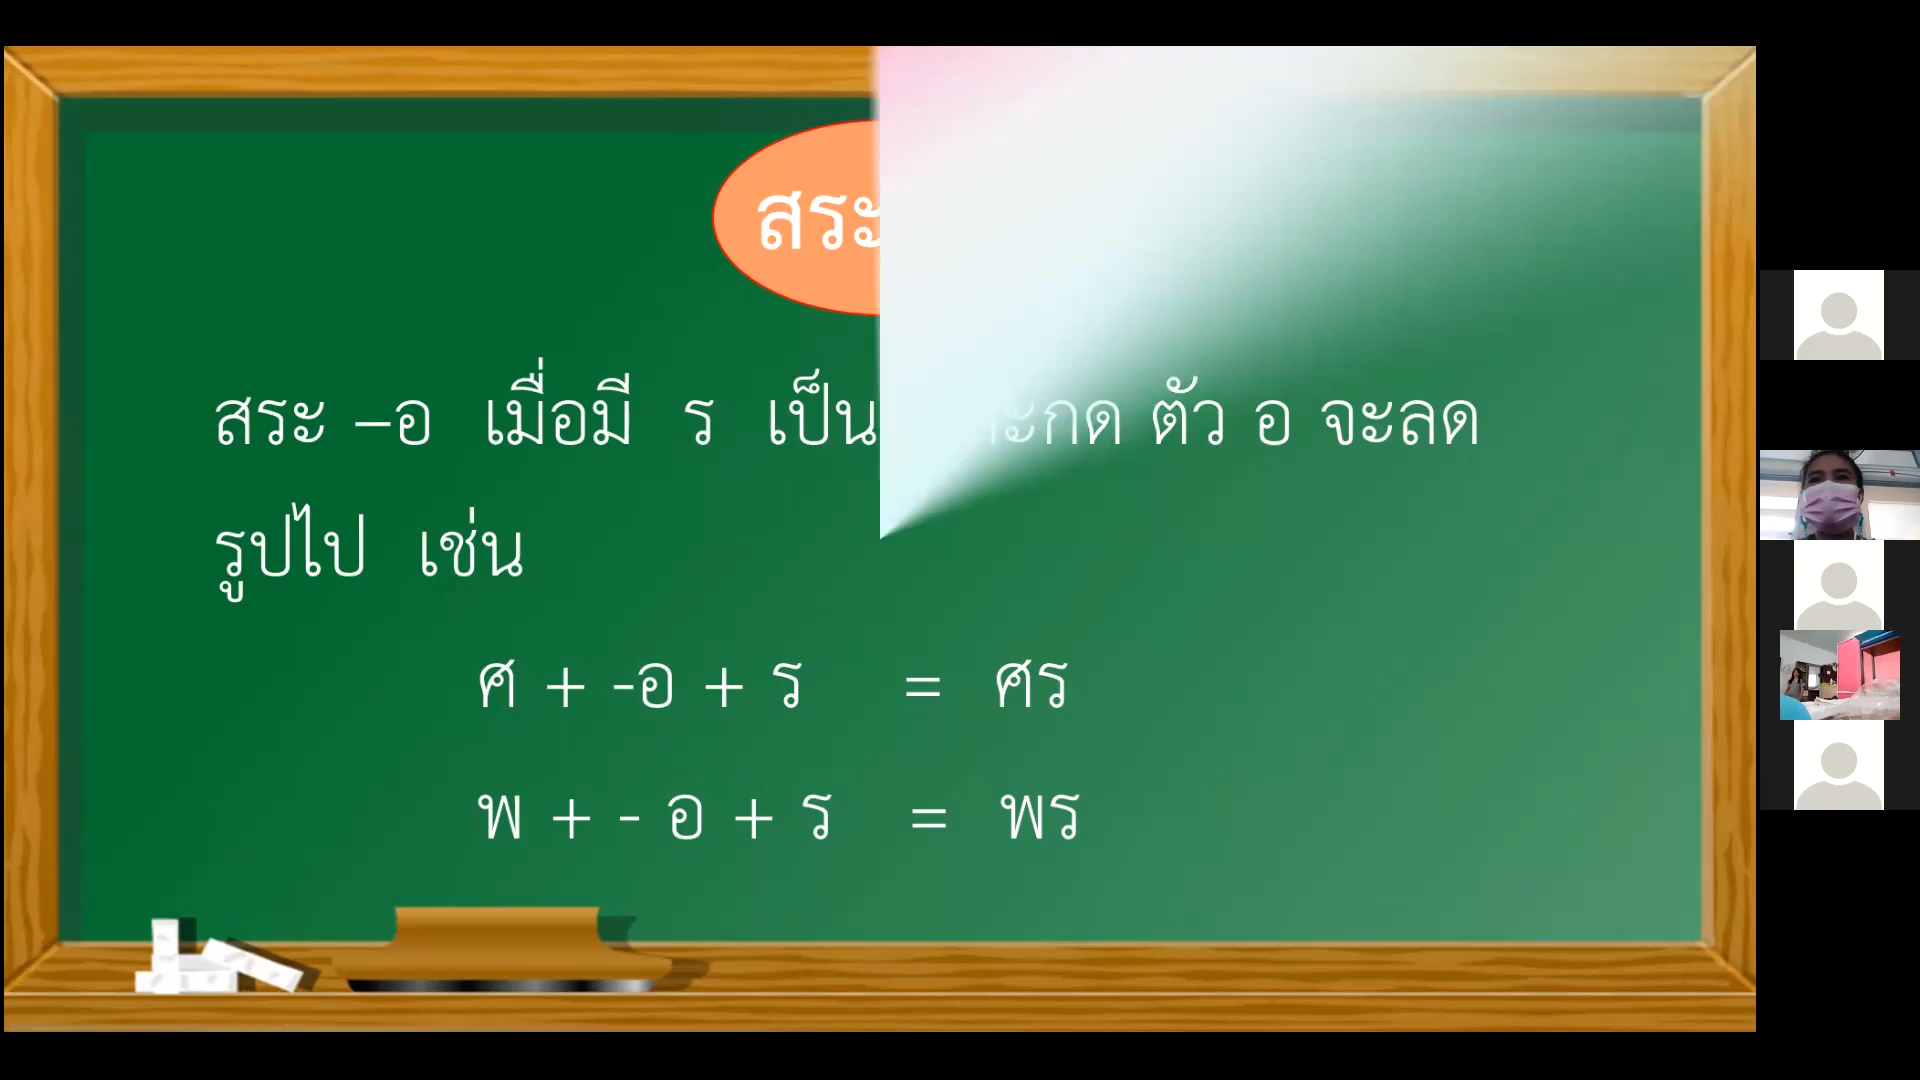 สระ
สระ –อ เมื่อมี ร เป็น ะกด ตัว อ จะลด
รูปไป เช่น
ศ + -อ + ร = ศร
พ + - อ + ร = พร